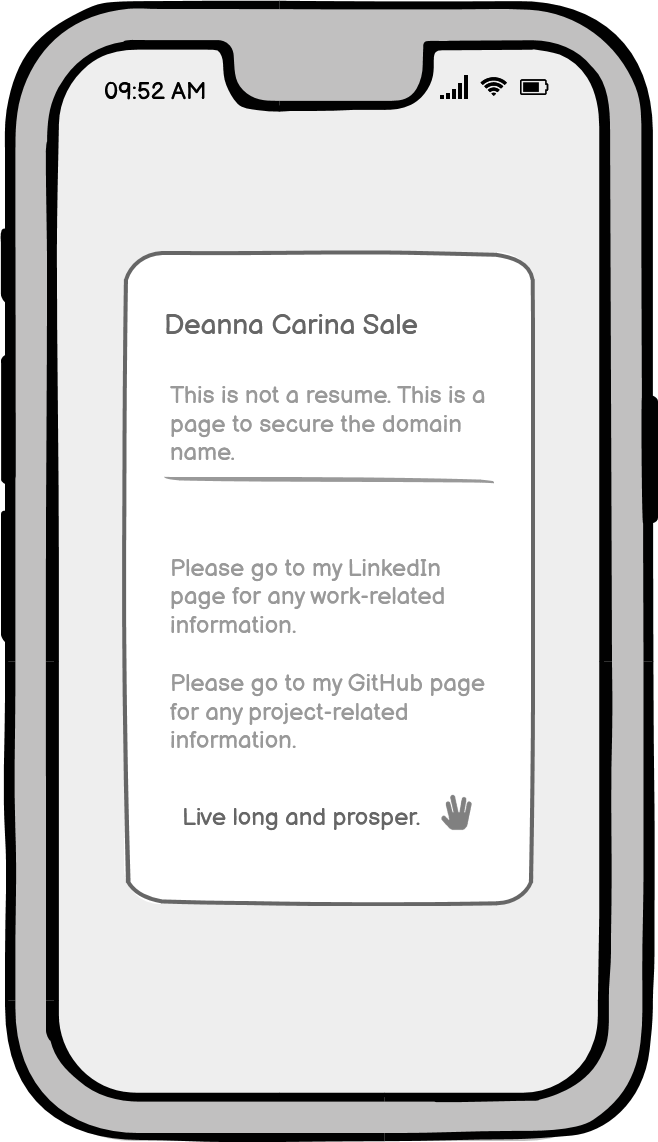 09:52 AM
Deanna Carina Sale
This is not a resume. This is a
page to secure the domain
name.
Please go to my LinkedIn
page for any work-related
information.
Please go to my GitHub page
for any project-related
information.
Live long and prosper.